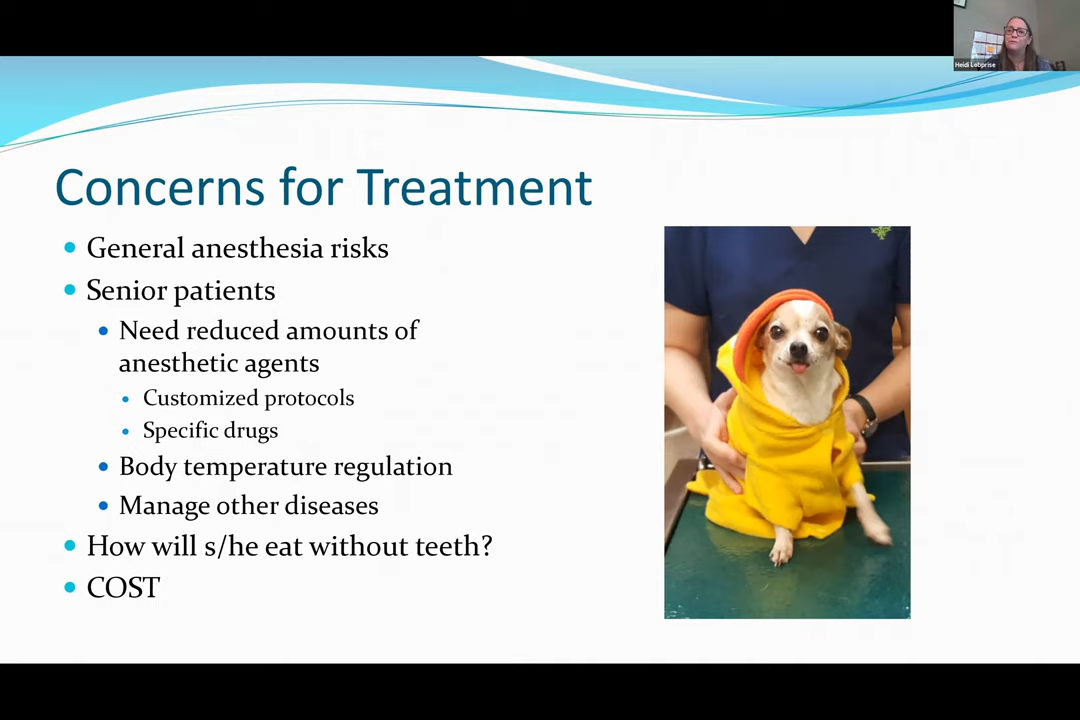 Heidi Lobprise
Concerns for Treatment
General anesthesia risks
Senior patients
Need reduced amounts of
anesthetic agents
Customized protocols
Specific drugs
Body temperature regulation
Manage other diseases
How will s/he eat without teeth?
COST